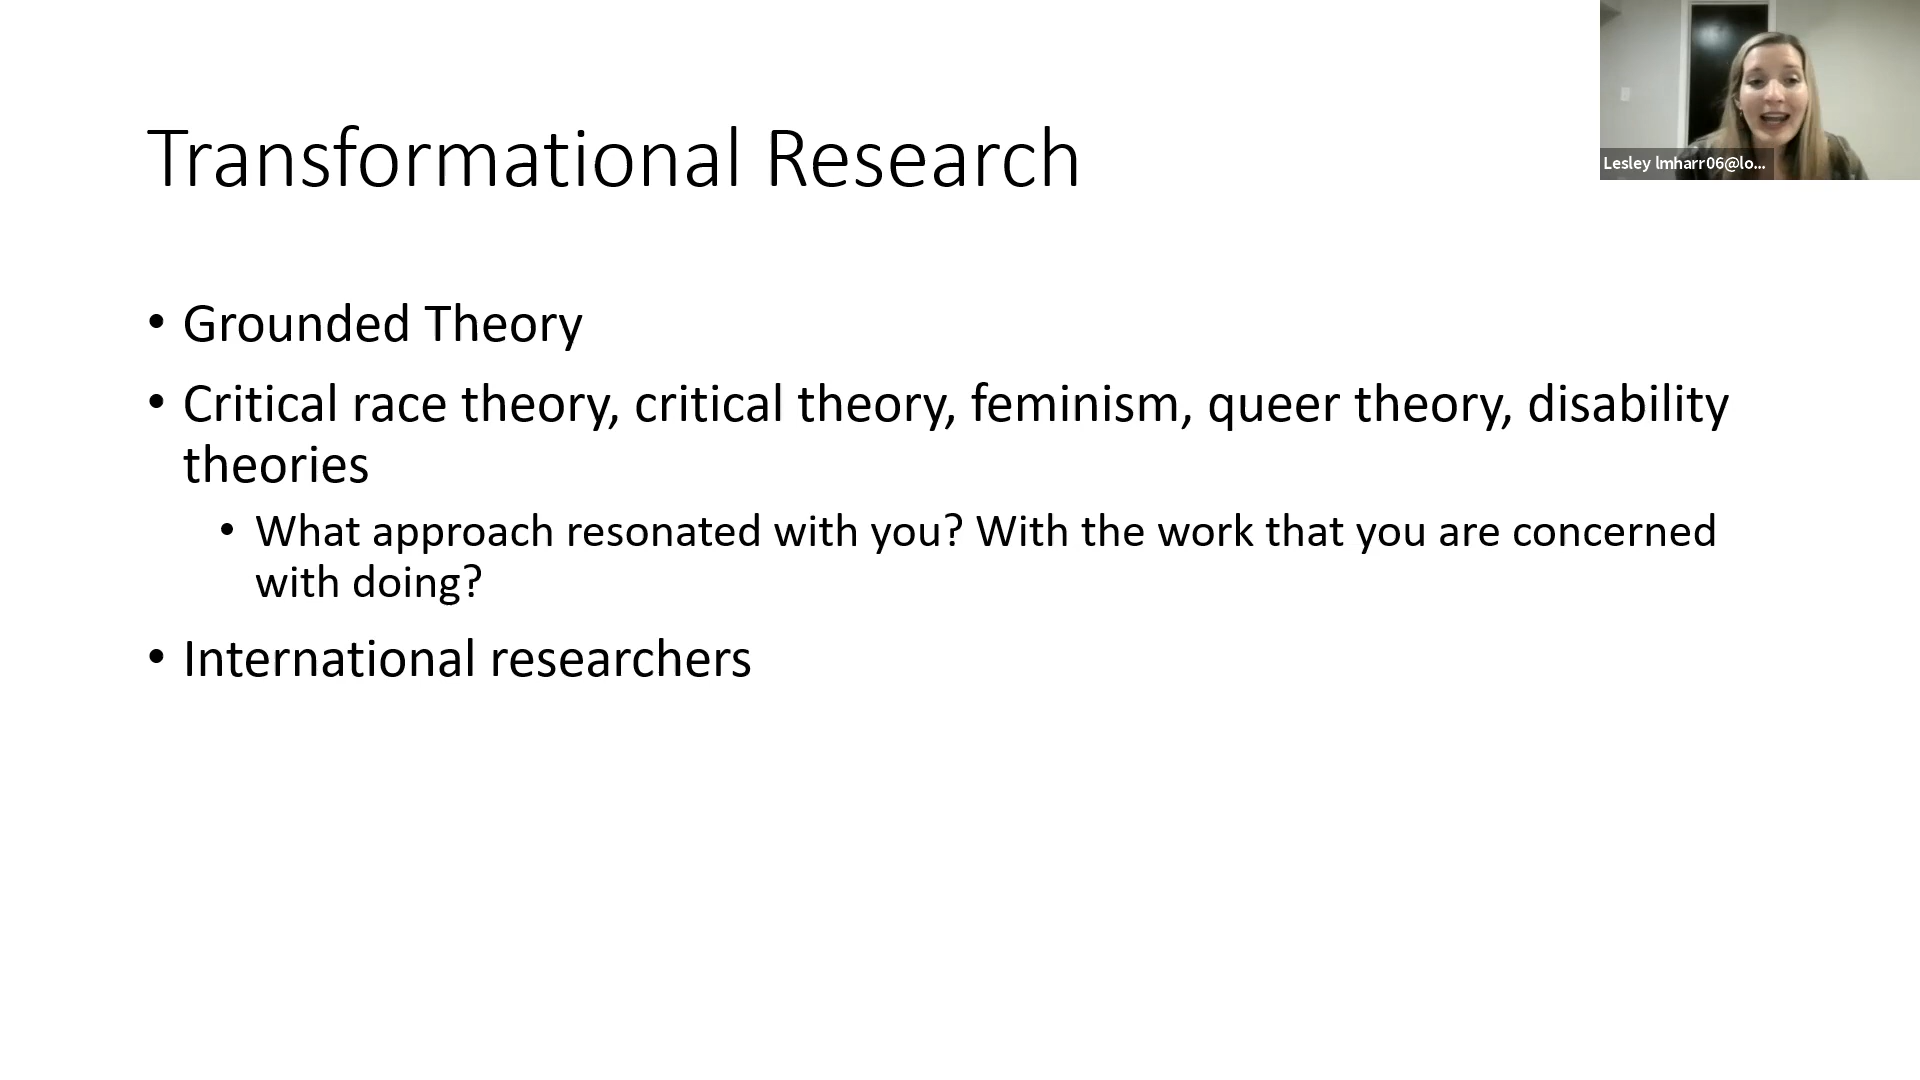 Transformational Research
Lesley lmharr06@lo...
• Grounded Theory
• Critical race theory, critical theory, feminism, queer theory, disability
theories
• What approach resonated with you? With the work that you are concerned
with doing?
• International researchers